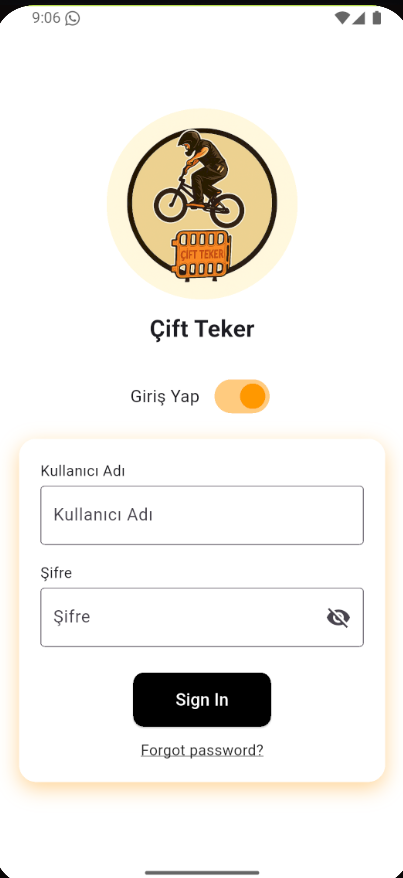 9:06
ÇİFT TEKER
Çift Teker
Giriş Yap
Kullanıcı Adı
Kullanıcı Adı
Şifre
Şifre
Sign In
Forgot password?